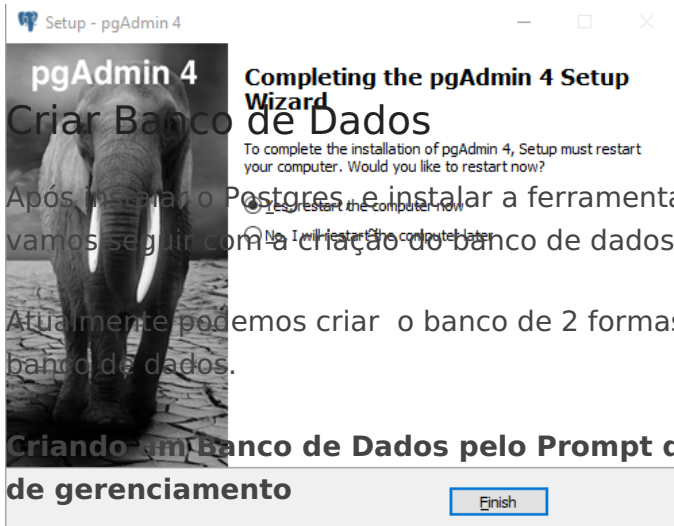 Setup - pgAdmin 4
pgAdmin 4
Completing the pgAdmin 4 Setup
Wizard
To complete the installation of pgAdmin 4, Setup must restart
your computer. Would you like to restart now?
Yes, restart the computer now
No, I will restart the computer later
Finish
Criar Banco de Dados
Após instalar o Postgres, e instalar a ferramenta
vamos seguir com a criação do banco de dados
Atualmente podemos criar o banco de 2 formas
banco de dados.
Criando um Banco de Dados pelo Prompt
de gerenciamento